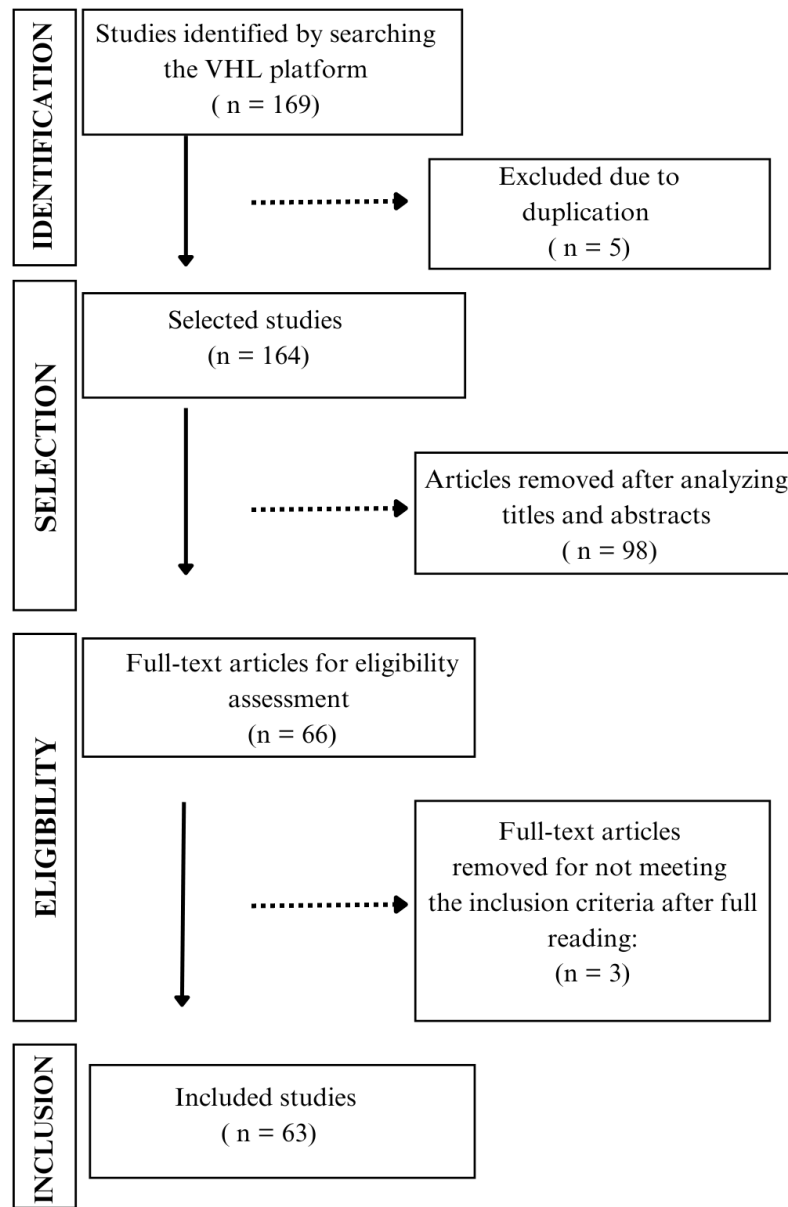 IDENTIFICATION
Studies identified by searching
the VHL platform
( n = 169)
Excluded due to
duplication
( n = 5)
SELECTION
Selected studies
(n = 164)
Articles removed after analyzing
titles and abstracts
( n = 98)
ELIGIBILITY
Full-text articles for eligibility
assessment
(n = 66)
Full-text articles
removed for not meeting
the inclusion criteria after full
reading:
(n = 3)
INCLUSION
Included studies
( n = 63)